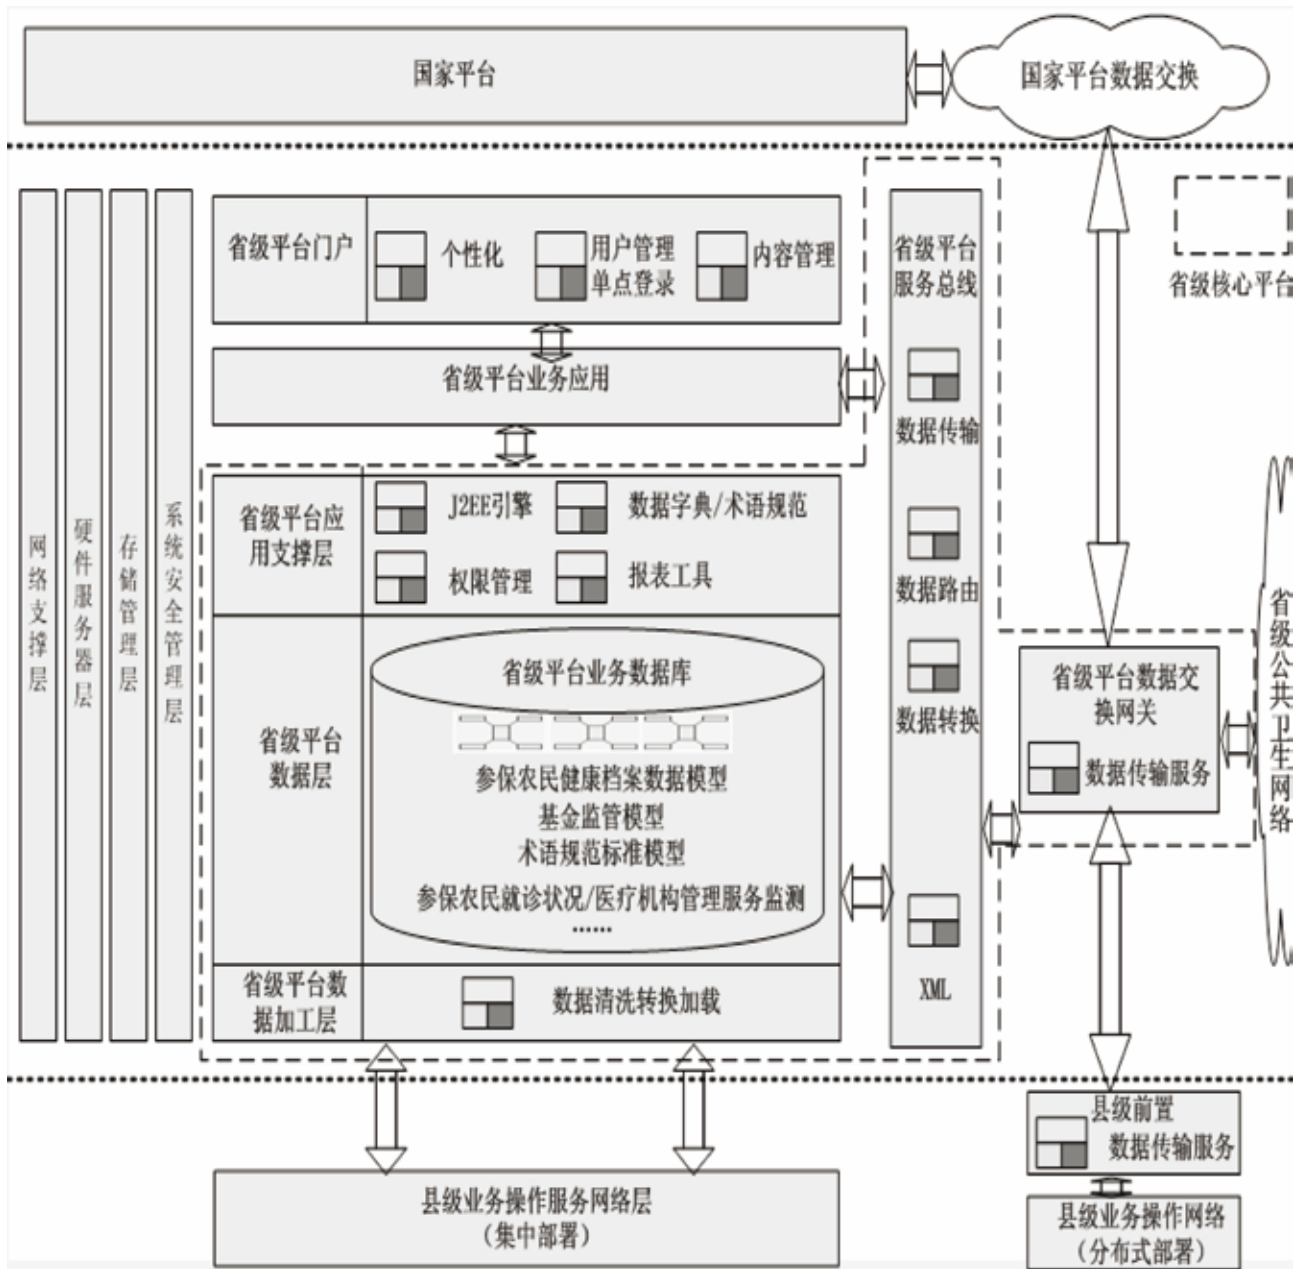 国家平台
国家平台数据交换
省级平台门户
个性化
用户管理
单点登录
内容管理
省级平台
服务总线
省级核心平台
省级平台业务应用
数据传输
网络支撑层
硬件服务器层
存储管理层
系统安全管理层
省级平台应
用支撑层
J2EE引擎
数据字典/术语规范
权限管理
报表工具
数据路由
省级平台
数据层
省级平台业务数据库
参保农民健康档案数据模型
基金监管模型
术语规范标准模型
参保农民就诊状况/医疗机构管理服务监测
……
数据转换
XML
省级平台数据交
换网关
数据传输服务
省级公共卫生网络
省级平台数
据加工层
数据清洗转换加载
县级前置
数据传输服务
县级业务操作服务网络层
（集中部署）
县级业务操作网络
（分布式部署）